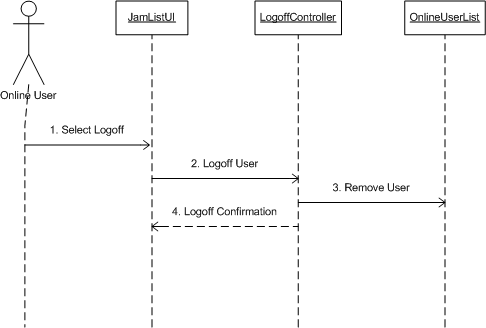 JamListUI
LogoffController
OnlineUserList
Online User
1. Select Logoff
2. Logoff User
3. Remove User
4. Logoff Confirmation